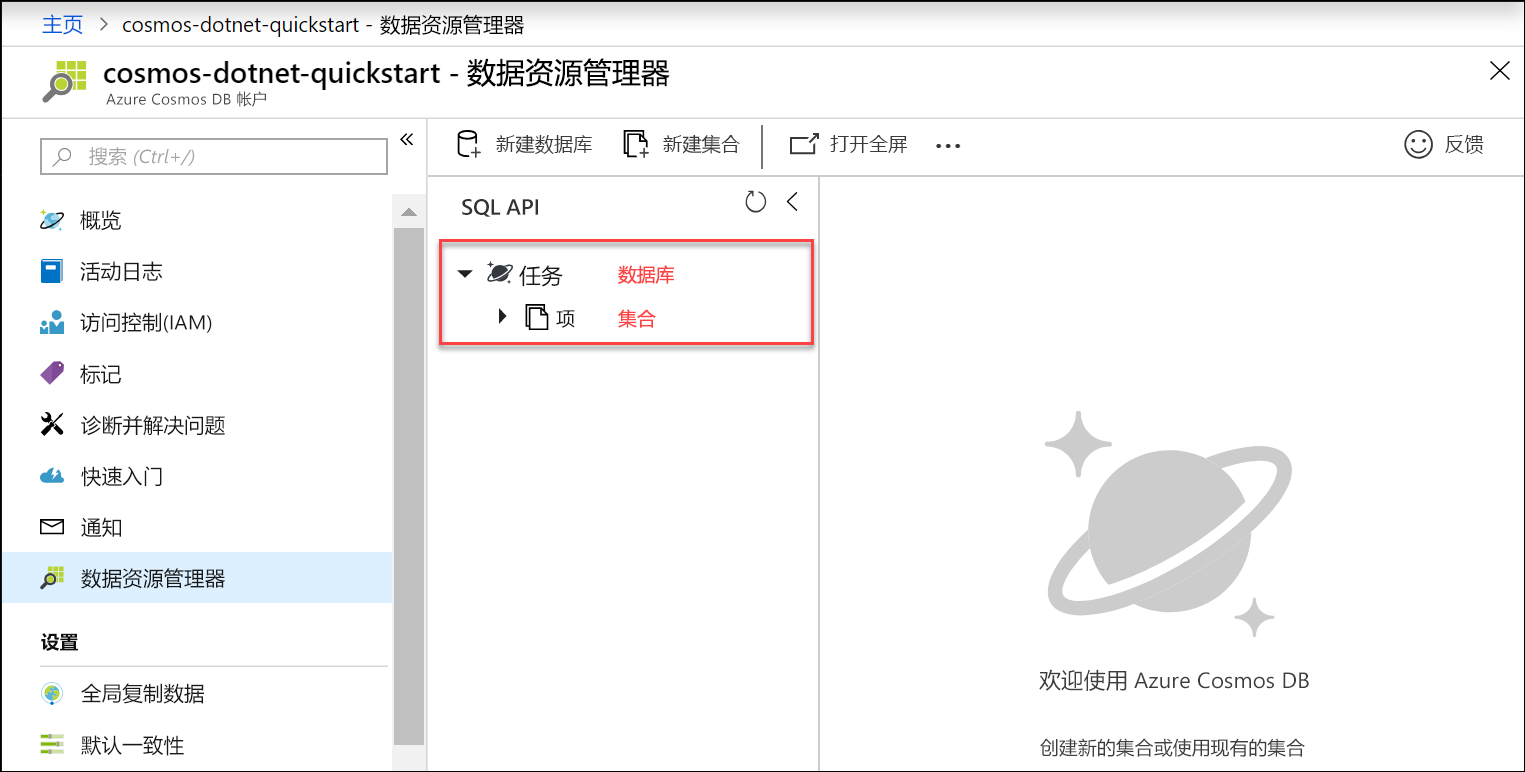 主页 > cosmos-dotnet-quickstart - 数据资源管理器
cosmos-dotnet-quickstart - 数据资源管理器
Azure Cosmos DB 帐户
搜索 (Ctrl+/)
概览
活动日志
访问控制(IAM)
标记
诊断并解决问题
快速入门
通知
数据资源管理器
设置
全局复制数据
默认一致性
新建数据库 新建集合 打开全屏 ... 反馈
SQL API
任务 数据库
项 集合
欢迎使用 Azure Cosmos DB
创建新的集合或使用现有的集合